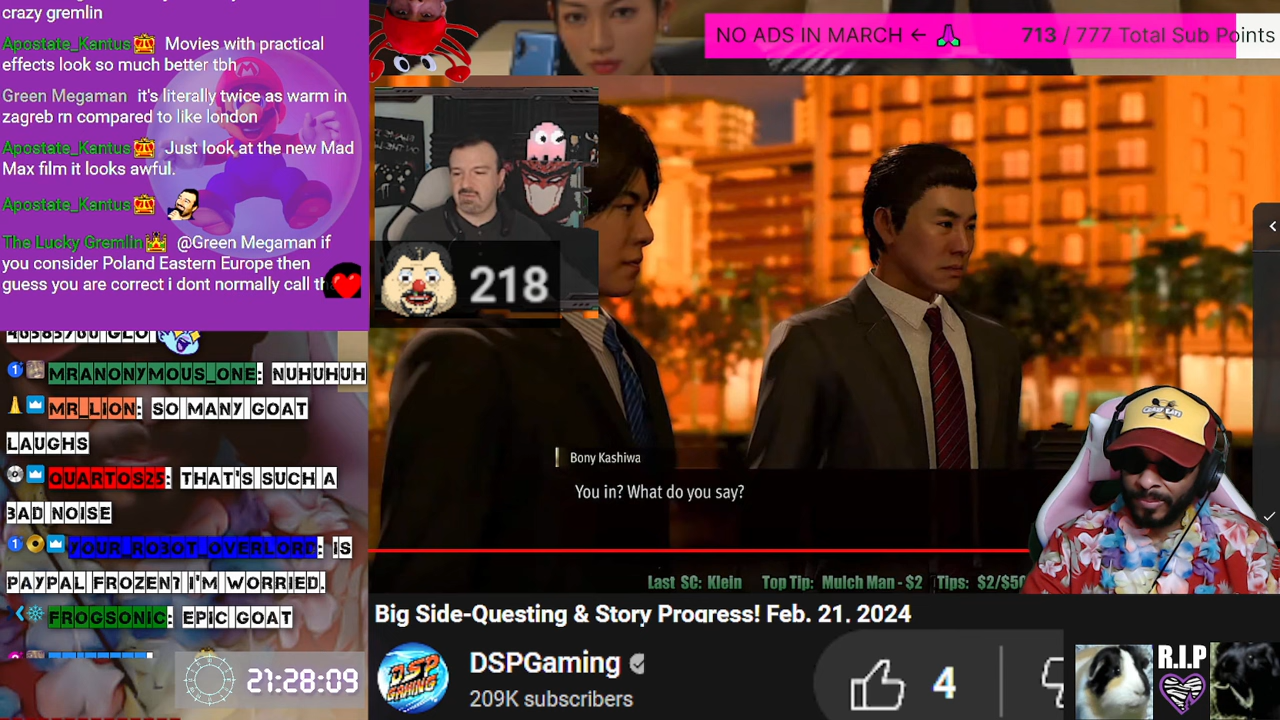 crazy gremlin
Apostate_Kantus Movies with practical
effects look so much better tbh
Green Megaman it's literally twice as warm in
zagreb rn compared to like london
Apostate_Kantus Just look at the new Mad
Max film it looks awful.
Apostate_Kantus
The Lucky Gremlin @Green Megaman if
you consider Poland Eastern Europe then
guess you are correct i dont normally call th
MRANONYMOUS_ONE: NUHUHUH
MR_LION: SO MANY GOAT
LAUGHS
QUARTOS25: THAT'S SUCH A
BAD NOISE
YOUR_ROBOT_OVERLORD: IS
PAYPAL FROZEN? I'M WORRIED.
FROGSONIC: EPIC GOAT
21:28:09
NO ADS IN MARCH ← 713 / 777 Total Sub Points
218
Bony Kashiwa
You in? What do you say?
Last SC: Klein Top Tip: Mulch Man - $2 Tips: $2/$50
Big Side-Questing & Story Progress! Feb. 21. 2024
DSP GAMING
DSPGaming
209K subscribers
4
R.I.P